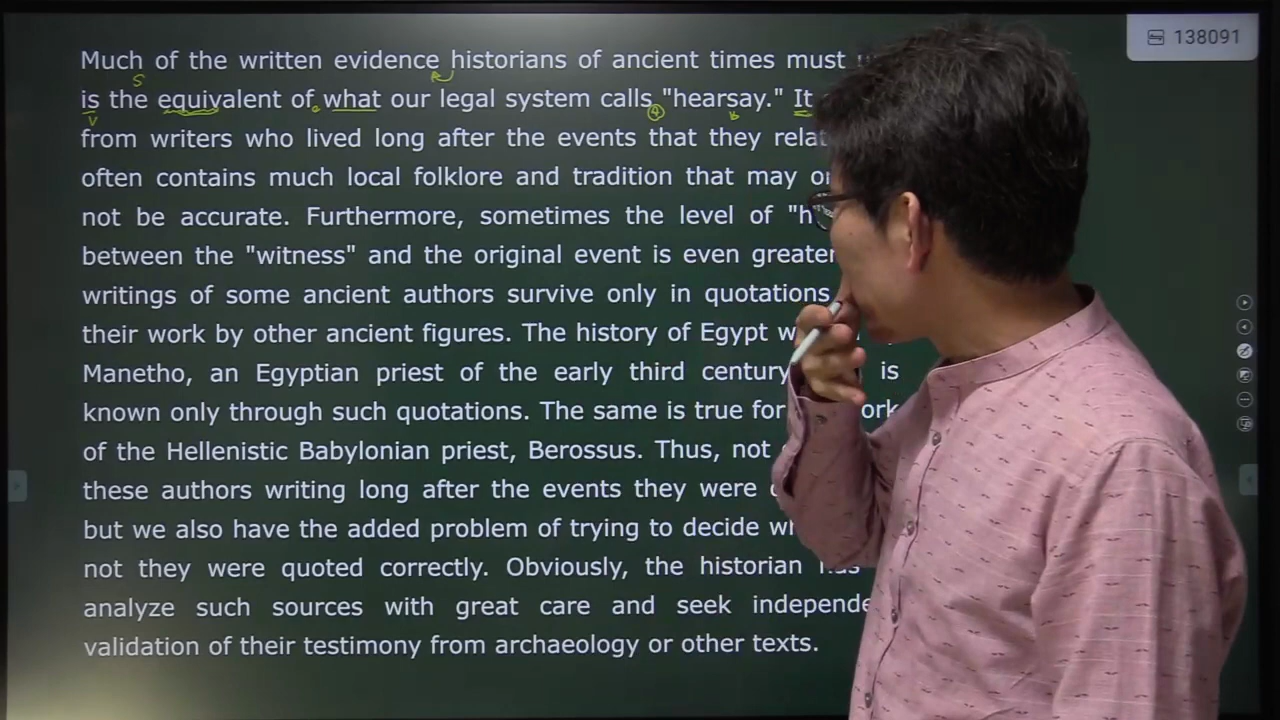 138091
Much of the written evidence historians of ancient times must
is the equivalent of what our legal system calls "hearsay." It
from writers who lived long after the events that they
often contains much local folklore and tradition that may
not be accurate. Furthermore, sometimes the level of
between the "witness" and the original event is even greater
writings of some ancient authors survive only in quotations
their work by other ancient figures. The history of Egypt
Manetho, an Egyptian priest of the early third century is
known only through such quotations. The same is true for
of the Hellenistic Babylonian priest, Berossus. Thus, not
these authors writing long after the events they were
but we also have the added problem of trying to decide
not they were quoted correctly. Obviously, the historian
analyze such sources with great care and seek
validation of their testimony from archaeology or other texts.
S
V